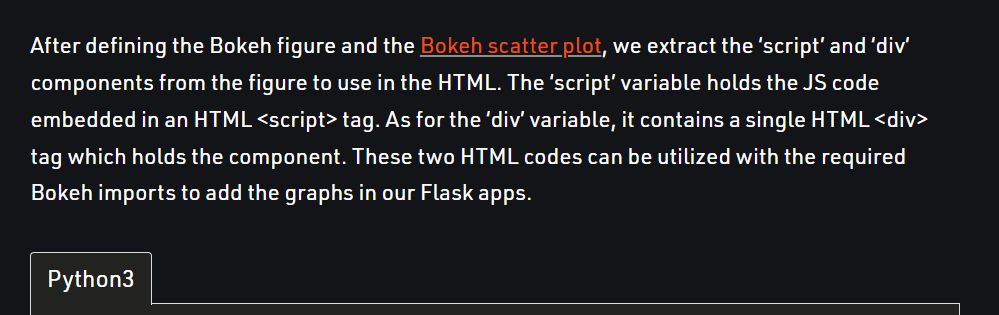 After defining the Bokeh figure and the Bokeh scatter plot, we extract the ‘script’ and ‘div’
components from the figure to use in the HTML. The ‘script’ variable holds the JS code
embedded in an HTML <script> tag. As for the ‘div’ variable, it contains a single HTML <div>
tag which holds the component. These two HTML codes can be utilized with the required
Bokeh imports to add the graphs in our Flask apps.
Python3